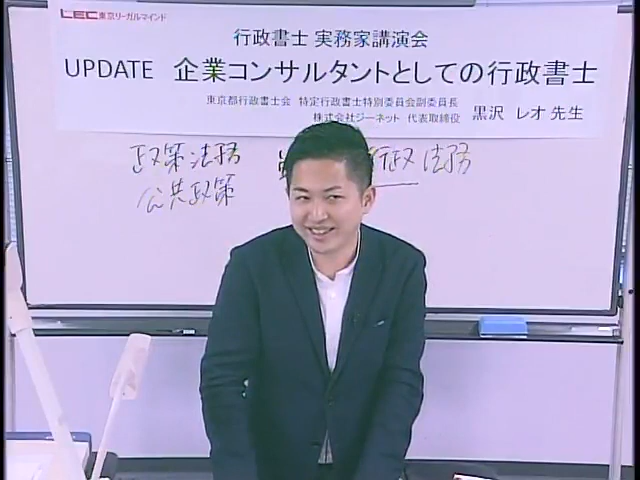 LEC東京リーガルマインド
行政書士 実務家講演会
UPDATE 企業コンサルタントとしての行政書士
東京都行政書士会 特定行政書士特別委員会副委員長
株式会社ジーネット 代表取締役 黒沢 レオ 先生
政策法務 行政法務
公共政策